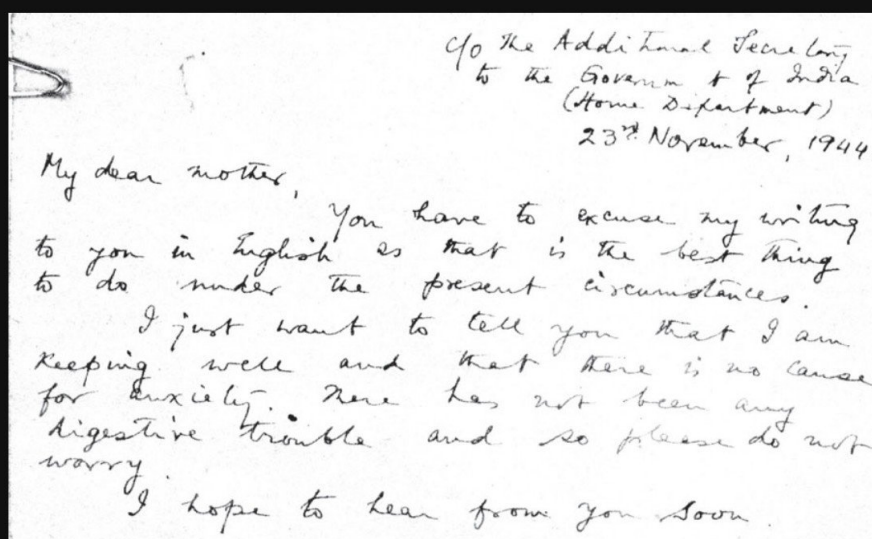 c/o The Additional Secretary
to the Government of India
(Home Department)
23rd November, 1944
My dear mother,
You have to excuse my writing
to you in English as that is the best thing
to do under the present circumstances.
I just want to tell you that I am
keeping well and that there is no cause
for anxiety. There has not been any
digestive trouble and so please do not
worry.
I hope to hear from you soon.